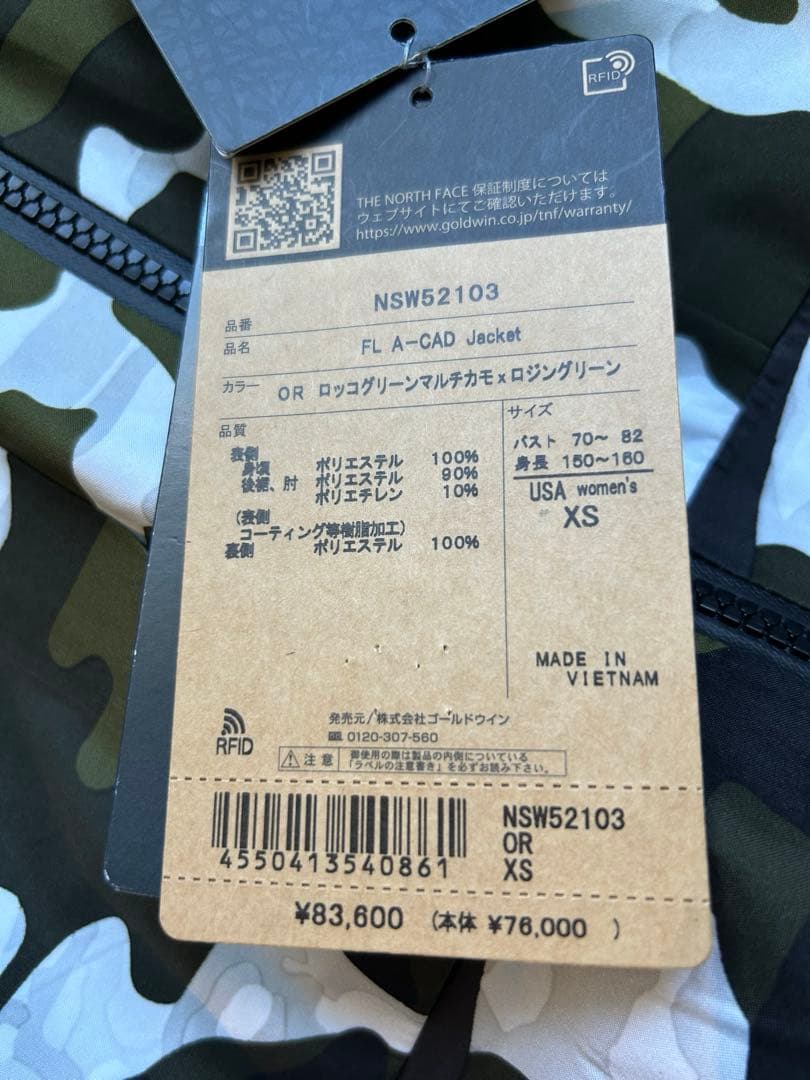 RFID
THE NORTH FACE 保証制度については
ウェブサイトにてご確認いただけます。
https://www.goldwin.co.jp/tnf/warranty/
品番 NSW52103
品名 FL A-CAD Jacket
カラー OR ロッコグリーンマルチカモxロジングリーン
品質
表側
身頃 ポリエステル 100%
後裾、肘 ポリエステル 90%
ポリエチレン 10%
(表側
コーティング等樹脂加工)
裏側 ポリエステル 100%
サイズ
バスト 70～ 82
身長 150～160
USA women's
XS
MADE IN
VIETNAM
RFID
発売元/株式会社ゴールドウイン
0120-307-560
注意
御使用の際は製品の内側についている
「ラベルの注意書き」を必ずお読み下さい。
4550413540861
NSW52103
OR
XS
¥83,600 (本体 ¥76,000 )